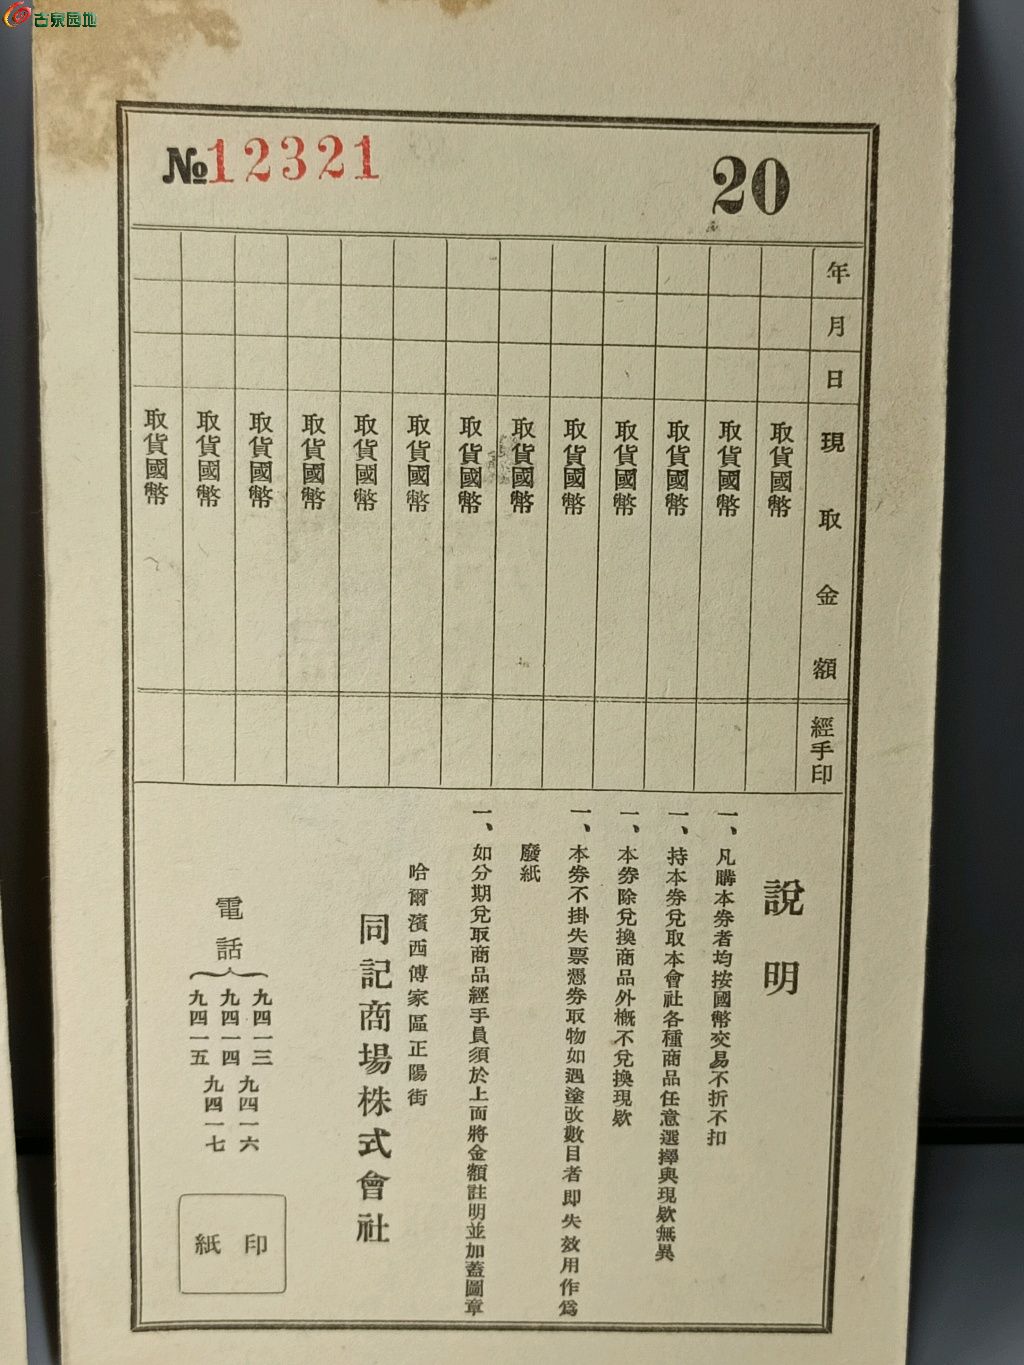 古泉园地
№12321
20
年
月
日
現取金額
經手印
取貨國幣
取貨國幣
取貨國幣
取貨國幣
取貨國幣
取貨國幣
取貨國幣
取貨國幣
取貨國幣
取貨國幣
取貨國幣
取貨國幣
取貨國幣
說明
一、凡購本券者均按國幣交易不折不扣
一、持本券兌取本會社各種商品任意選擇與現欵無異
一、本券除兌換商品外概不兌換現欵
一、本券不掛失票憑券取物如遇塗改數目者即失效用作爲
廢紙
一、如分期兌取商品經手員須於上面將金額註明並加蓋圖章
哈爾濱西傅家區正陽街
同記商場株式會社
電話
九四一三
九四一四
九四一五
九四一六
九四一七
印紙